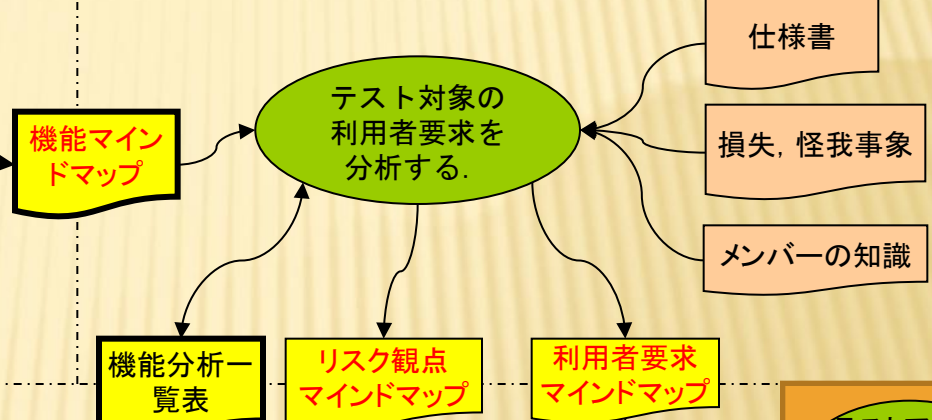 仕様書
テスト対象の
利用者要求を
分析する.
機能マイン
ドマップ
損失, 怪我事象
メンバーの知識
機能分析一
覧表
リスク観点
マインドマップ
利用者要求
マインドマップ